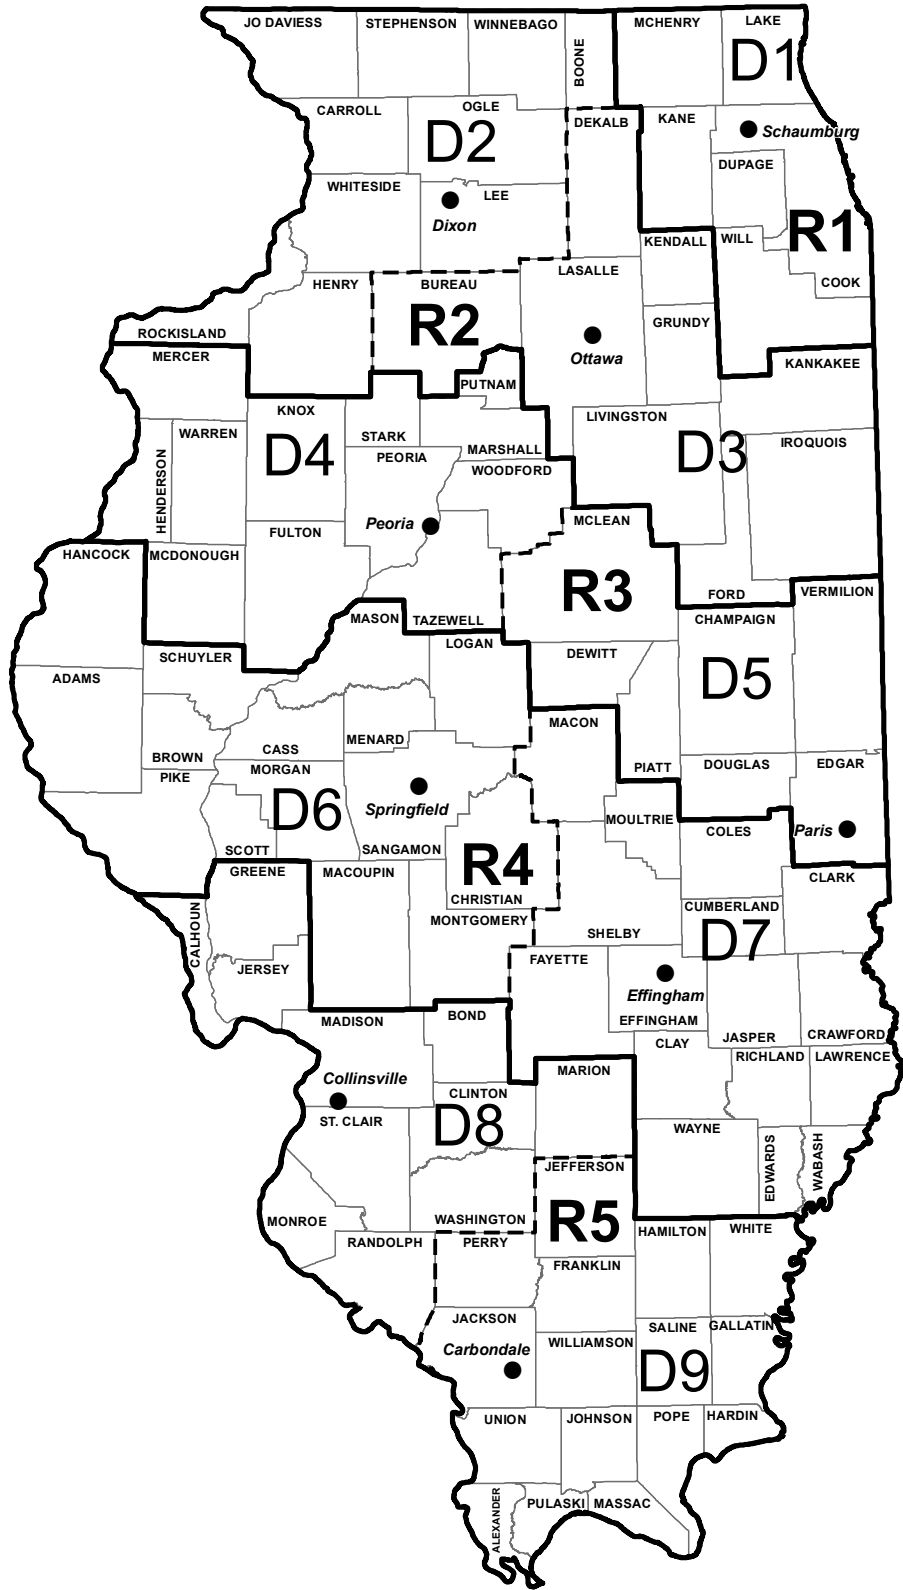 JO DAVIESS
STEPHENSON
WINNEBAGO
BOONE
MCHENRY
LAKE
D1
CARROLL
OGLE
D2
DEKALB
KANE
Schaumburg
DUPAGE
WHITESIDE
LEE
Dixon
R1
KENDALL
WILL
COOK
HENRY
BUREAU
LASALLE
R2
GRUNDY
ROCKISLAND
Ottawa
MERCER
KANKAKEE
PUTNAM
KNOX
LIVINGSTON
WARREN
STARK
D4
D3
IROQUOIS
MARSHALL
PEORIA
WOODFORD
HENDERSON
Peoria
MCLEAN
FULTON
HANCOCK
MCDONOUGH
R3
FORD
VERMILION
MASON
TAZEWELL
CHAMPAIGN
LOGAN
SCHUYLER
DEWITT
ADAMS
D5
MACON
MENARD
CASS
BROWN
PIATT
DOUGLAS
EDGAR
PIKE
MORGAN
Springfield
D6
MOULTRIE
COLES
Paris
SCOTT
SANGAMON
R4
GREENE
MACOUPIN
CLARK
CHRISTIAN
CUMBERLAND
MONTGOMERY
CALHOUN
SHELBY
D7
FAYETTE
JERSEY
Effingham
EFFINGHAM
MADISON
BOND
JASPER
CRAWFORD
CLAY
RICHLAND
LAWRENCE
MARION
Collinsville
CLINTON
ST. CLAIR
D8
WAYNE
EDWARDS
WABASH
JEFFERSON
R5
MONROE
WASHINGTON
HAMILTON
WHITE
RANDOLPH
PERRY
FRANKLIN
JACKSON
SALINE
GALLATIN
WILLIAMSON
Carbondale
D9
UNION
JOHNSON
POPE
HARDIN
ALEXANDER
PULASKI
MASSAC